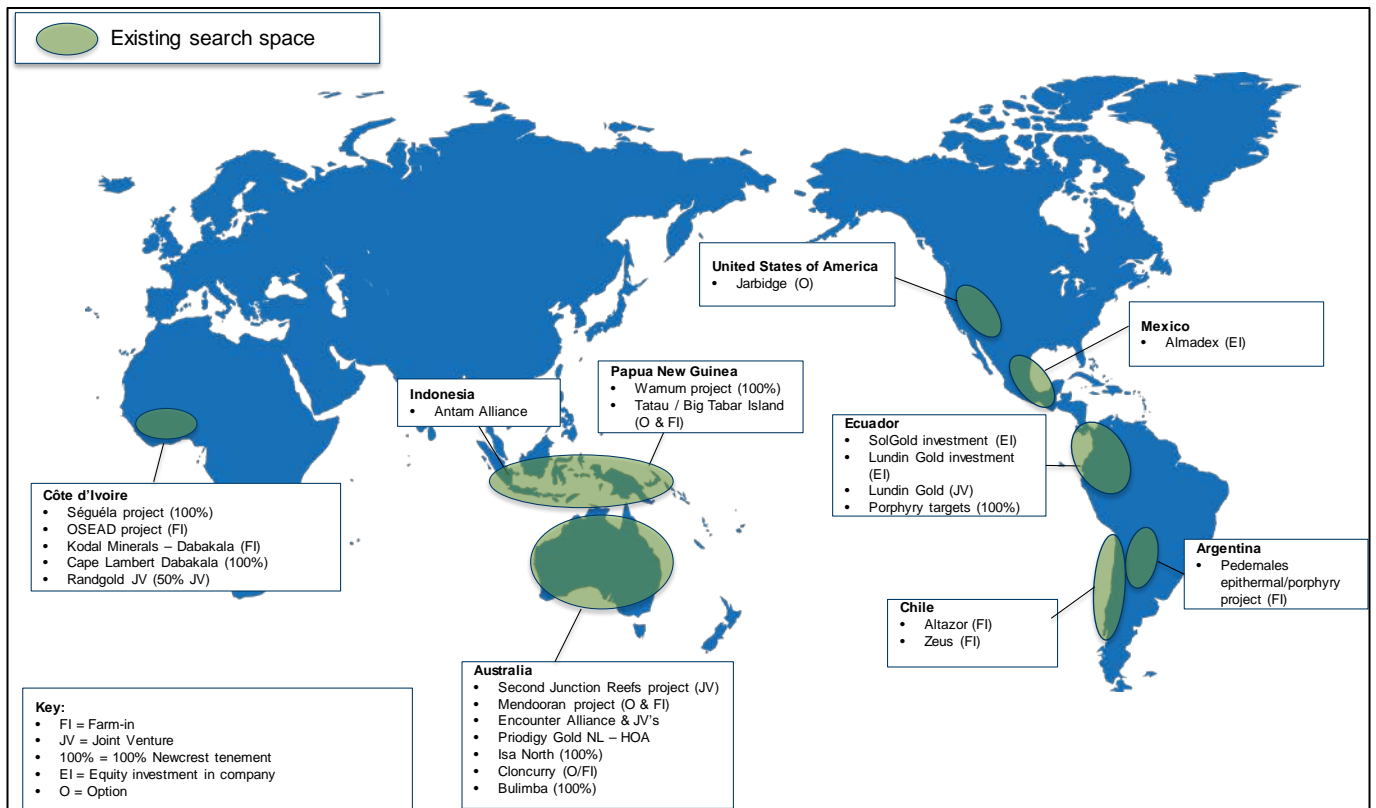 Existing search space
United States of America
• Jarbidge (O)
Mexico
• Almadex (EI)
Papua New Guinea
• Wamum project (100%)
• Tatau / Big Tabar Island
(O & FI)
Indonesia
• Antam Alliance
Ecuador
• SolGold investment (EI)
• Lundin Gold investment
(EI)
• Lundin Gold (JV)
• Porphyry targets (100%)
Côte d'Ivoire
• Séguéla project (100%)
• OSEAD project (FI)
• Kodal Minerals – Dabakala (FI)
• Cape Lambert Dabakala (100%)
• Randgold JV (50% JV)
Argentina
• Pedernales
epithermal/porphyry
project (FI)
Chile
• Altazor (FI)
• Zeus (FI)
Australia
• Second Junction Reefs project (JV)
• Mendooran project (O & FI)
• Encounter Alliance & JV's
• Priodigy Gold NL – HOA
• Isa North (100%)
• Cloncurry (O/FI)
• Bulimba (100%)
Key:
• FI = Farm-in
• JV = Joint Venture
• 100% = 100% Newcrest tenement
• EI = Equity investment in company
• O = Option